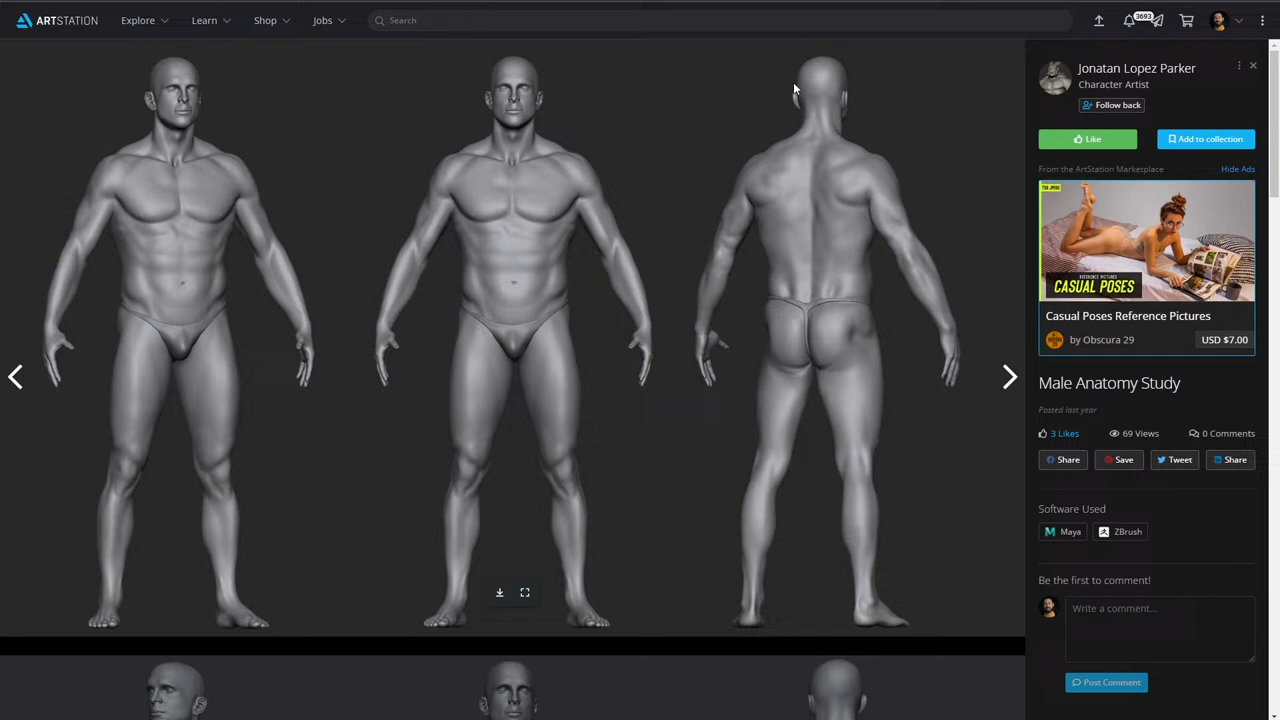 ARTSTATION
Explore
Learn
Shop
Jobs
Search
3693
Jonatan Lopez Parker
Character Artist
Follow back
Like
Add to collection
From the ArtStation Marketplace
Hide Ads
REFERENCE PICTURES
CASUAL POSES
Casual Poses Reference Pictures
by Obscura 29
USD $7.00
Male Anatomy Study
Posted last year
3 Likes
69 Views
0 Comments
Share
Save
Tweet
Share
Software Used
Maya
ZBrush
Be the first to comment!
Write a comment...
Post Comment